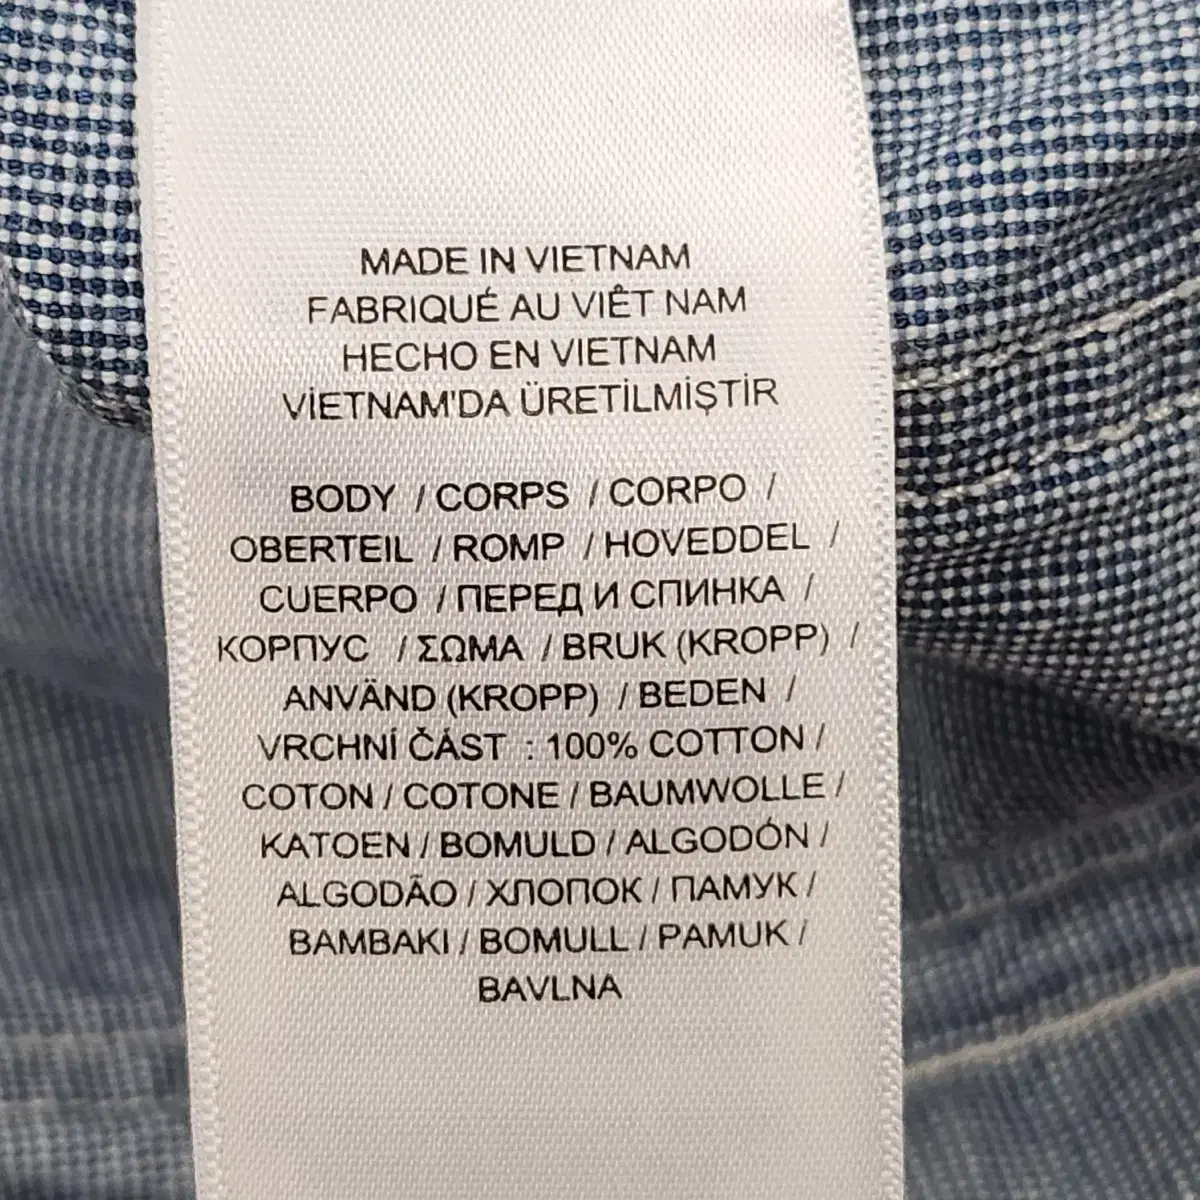 MADE IN VIETNAM
FABRIQUÉ AU VIÊT NAM
HECHO EN VIETNAM
VİETNAM'DA ÜRETİLMİŞTİR
BODY / CORPS / CORPO /
OBERTEIL / ROMP / HOVEDDEL /
CUERPO / ПЕРЕД И СПИНКА /
КОРПУС / ΣΩΜΑ / BRUK (KROPP) /
ANVÄND (KROPP) / BEDEN /
VRCHNÍ ČÁST : 100% COTTON /
COTON / COTONE / BAUMWOLLE /
KATOEN / BOMULD / ALGODÓN /
ALGODÃO / ХЛОПОК / ПАМУК /
BAMBAKI / BOMULL / PAMUK /
BAVLNA